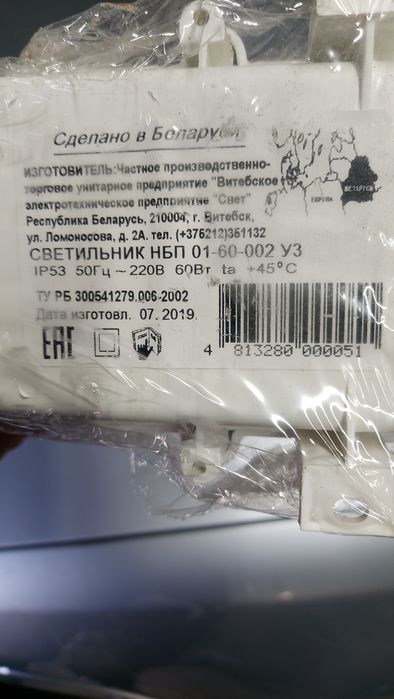 Сделано в Беларуси
ИЗГОТОВИТЕЛЬ:Частное производственно-
торговое унитарное предприятие "Витебское
электротехническое предприятие "Свет"
Республика Беларусь, 210004, г. Витебск,
ул. Ломоносова, д. 2А. тел. (+375212)361132
СВЕТИЛЬНИК НБП 01-60-002 У3
IP53 50Гц ~220В 60Вт ta +45°С
ТУ РБ 300541279.006-2002
Дата изготовл. 07.2019.
ЕВРОПА
БЕЛАРУСЬ
EAC
4 813280 000051